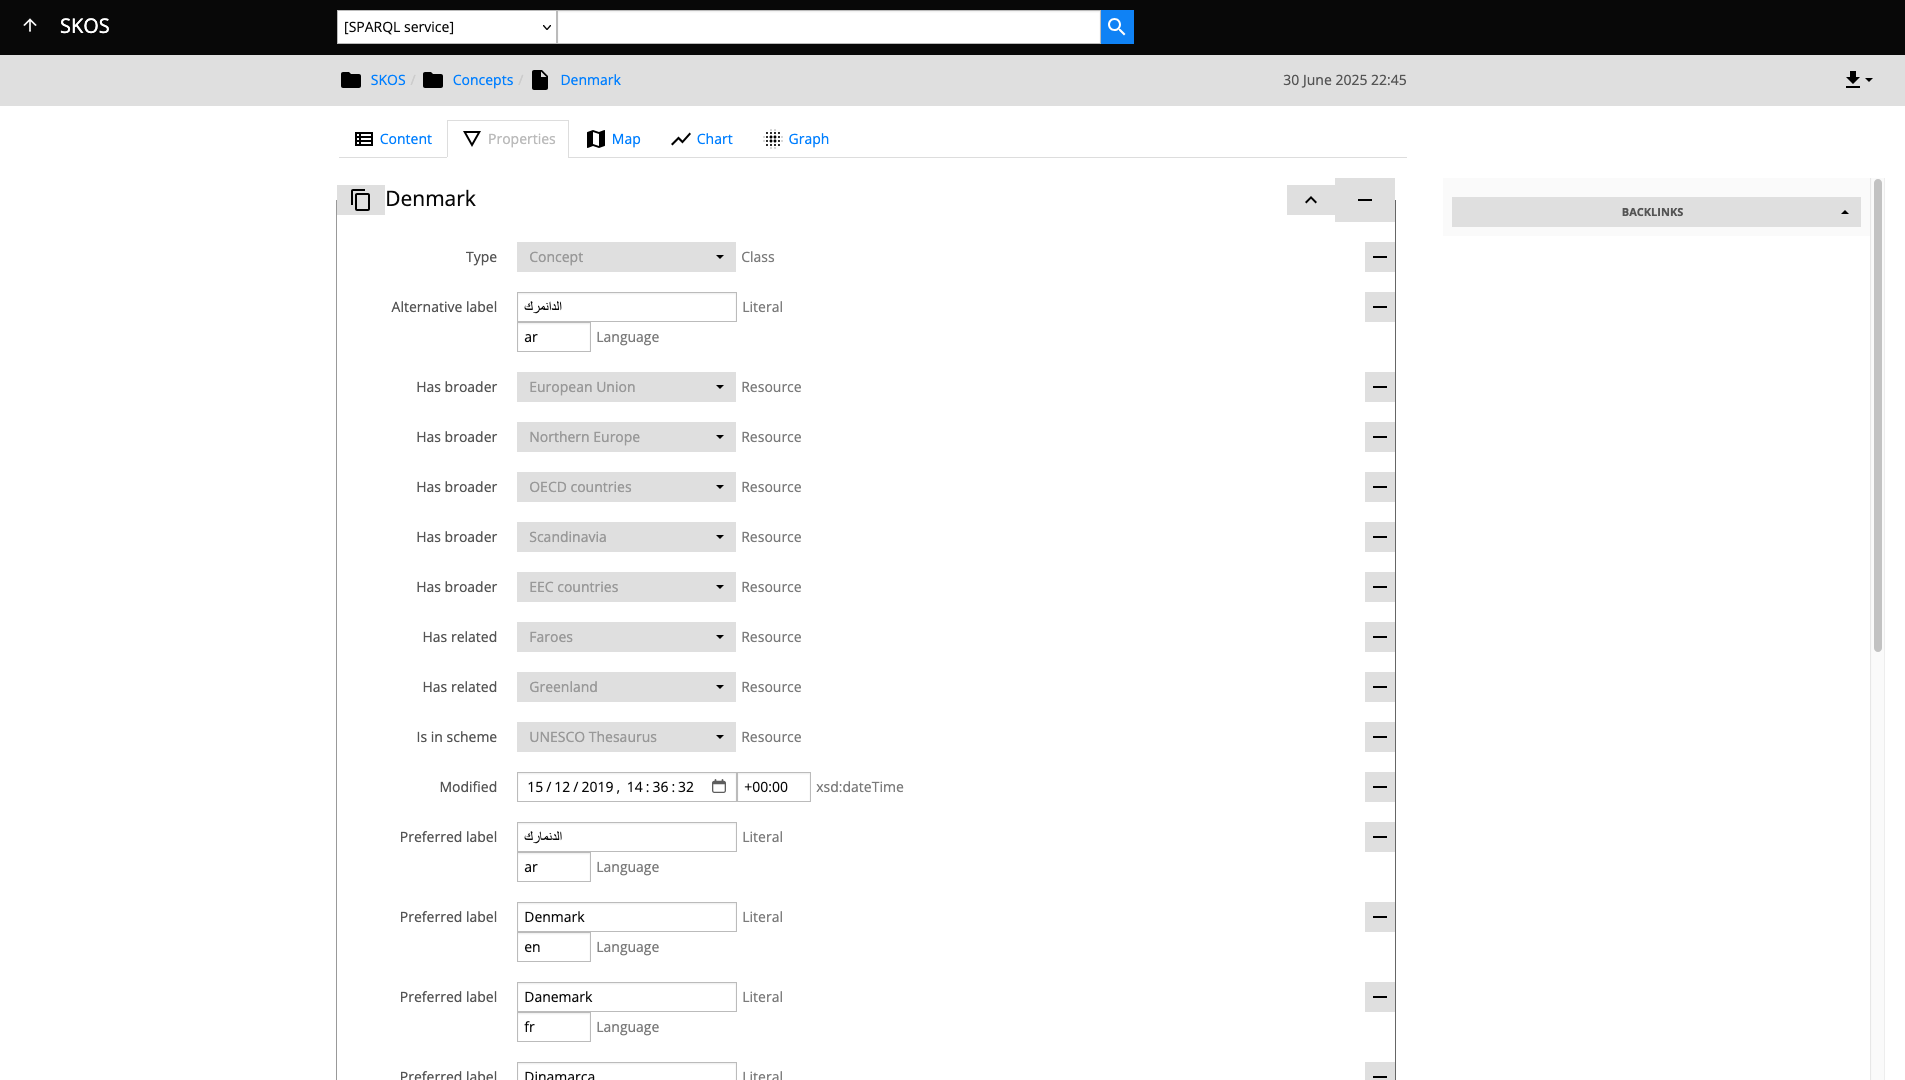 SKOS
[SPARQL service]
SKOS / Concepts / Denmark
30 June 2025 22:45
Content
Properties
Map
Chart
Graph
Denmark
BACKLINKS
Type Concept Class
Alternative label الدانمرك Literal
ar Language
Has broader European Union Resource
Has broader Northern Europe Resource
Has broader OECD countries Resource
Has broader Scandinavia Resource
Has broader EEC countries Resource
Has related Faroes Resource
Has related Greenland Resource
Is in scheme UNESCO Thesaurus Resource
Modified 15/12/2019, 14:36:32 +00:00 xsd:dateTime
Preferred label الدنمارك Literal
ar Language
Preferred label Denmark Literal
en Language
Preferred label Danemark Literal
fr Language
Preferred label Dinamarca Literal